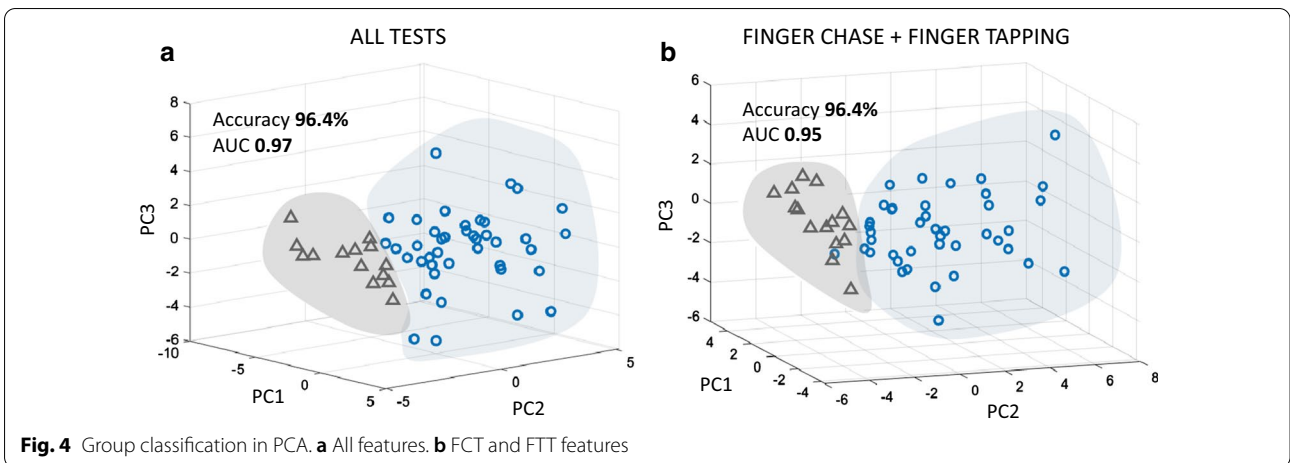 a
ALL TESTS
Accuracy 96.4%
AUC 0.97
8
6
4
2
0
-2
-4
-6
PC3
-10
-5
0
5
PC1
-5
0
5
PC2
b
FINGER CHASE + FINGER TAPPING
Accuracy 96.4%
AUC 0.95
6
4
2
0
-2
-4
-6
PC3
4
2
0
-2
-4
PC1
-6
-4
-2
0
2
4
6
8
PC2
Fig. 4 Group classification in PCA. a All features. b FCT and FTT features